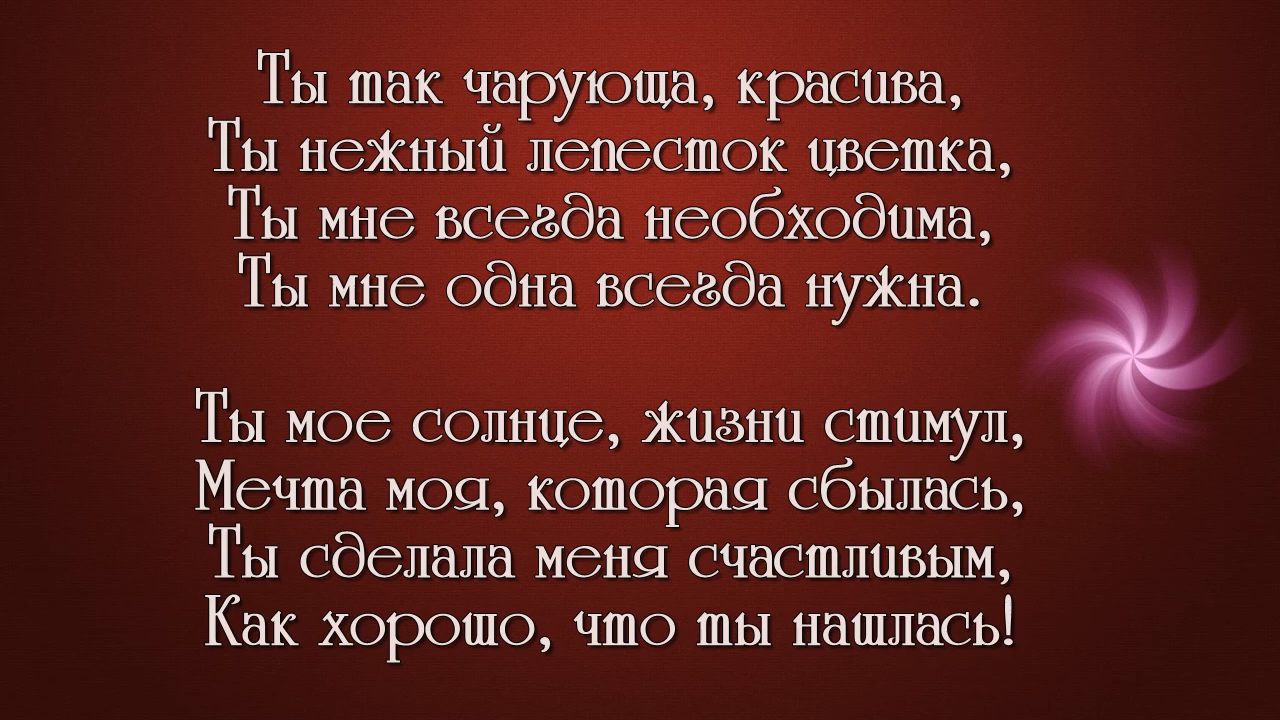 Ты так чарующа, красива,
Ты нежный лепесток цветка,
Ты мне всегда необходима,
Ты мне одна всегда нужна.
Ты мое солнце, жизни стимул,
Мечта моя, которая сбылась,
Ты сделала меня счастливым,
Как хорошо, что ты нашлась!